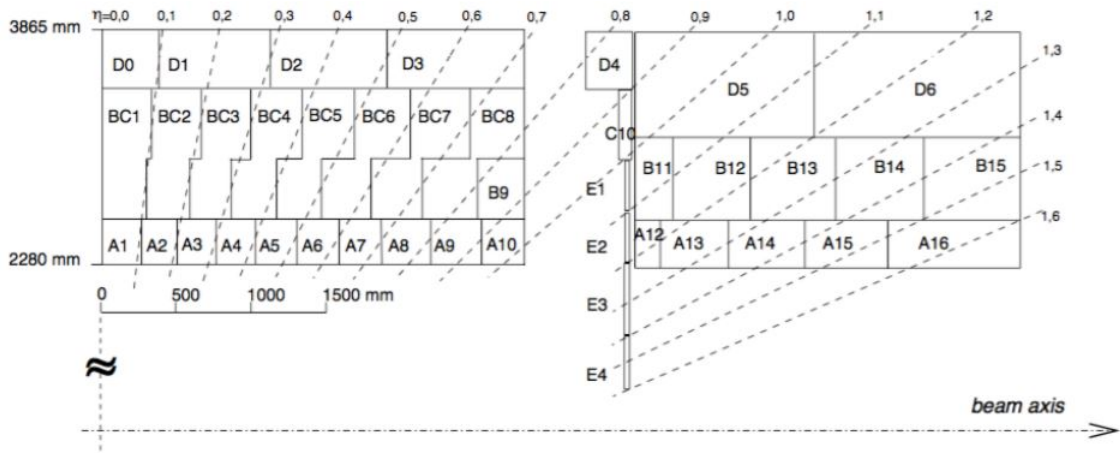 η=0,0 0,1 0,2 0,3 0,4 0,5 0,6 0,7 0,8 0,9 1,0 1,1 1,2
3865 mm
1,3
D0 D1 D2 D3 D4 D5 D6
BC1 BC2 BC3 BC4 BC5 BC6 BC7 BC8
1,4
C10
B11 B12 B13 B14 B15 1,5
B9
E1
1,6
A1 A2 A3 A4 A5 A6 A7 A8 A9 A10 E2 A12 A13 A14 A15 A16
2280 mm
0 500 1000 1500 mm
E3
E4
beam axis